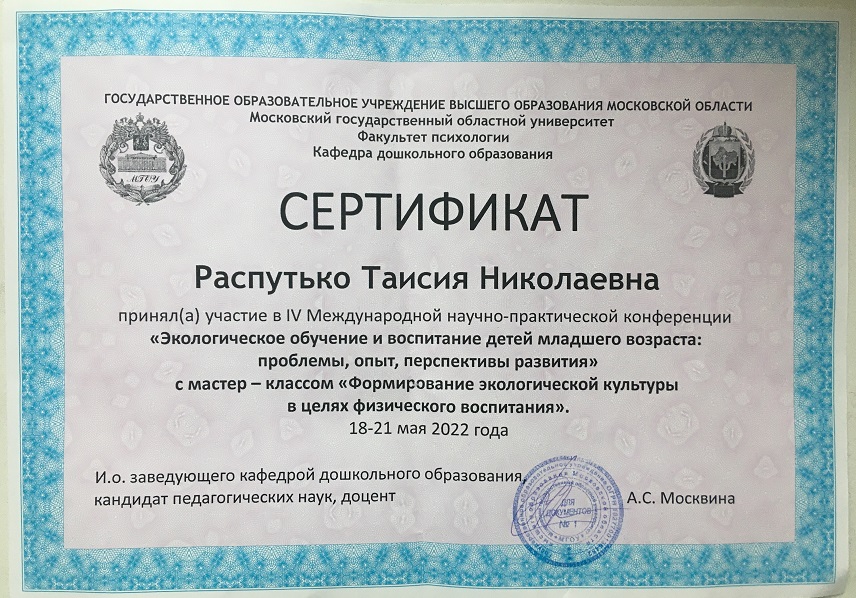 ГОСУДАРСТВЕННОЕ ОБРАЗОВАТЕЛЬНОЕ УЧРЕЖДЕНИЕ ВЫСШЕГО ОБРАЗОВАНИЯ МОСКОВСКОЙ ОБЛАСТИ
Московский государственный областной университет
Факультет психологии
Кафедра дошкольного образования
МГОУ
СЕРТИФИКАТ
Распутько Таисия Николаевна
принял(а) участие в IV Международной научно-практической конференции
«Экологическое обучение и воспитание детей младшего возраста:
проблемы, опыт, перспективы развития»
с мастер – классом «Формирование экологической культуры
в целях физического воспитания».
18-21 мая 2022 года
И.о. заведующего кафедрой дошкольного образования,
кандидат педагогических наук, доцент
А.С. Москвина
ДЛЯ
ДОКУМЕНТОВ
№ 1